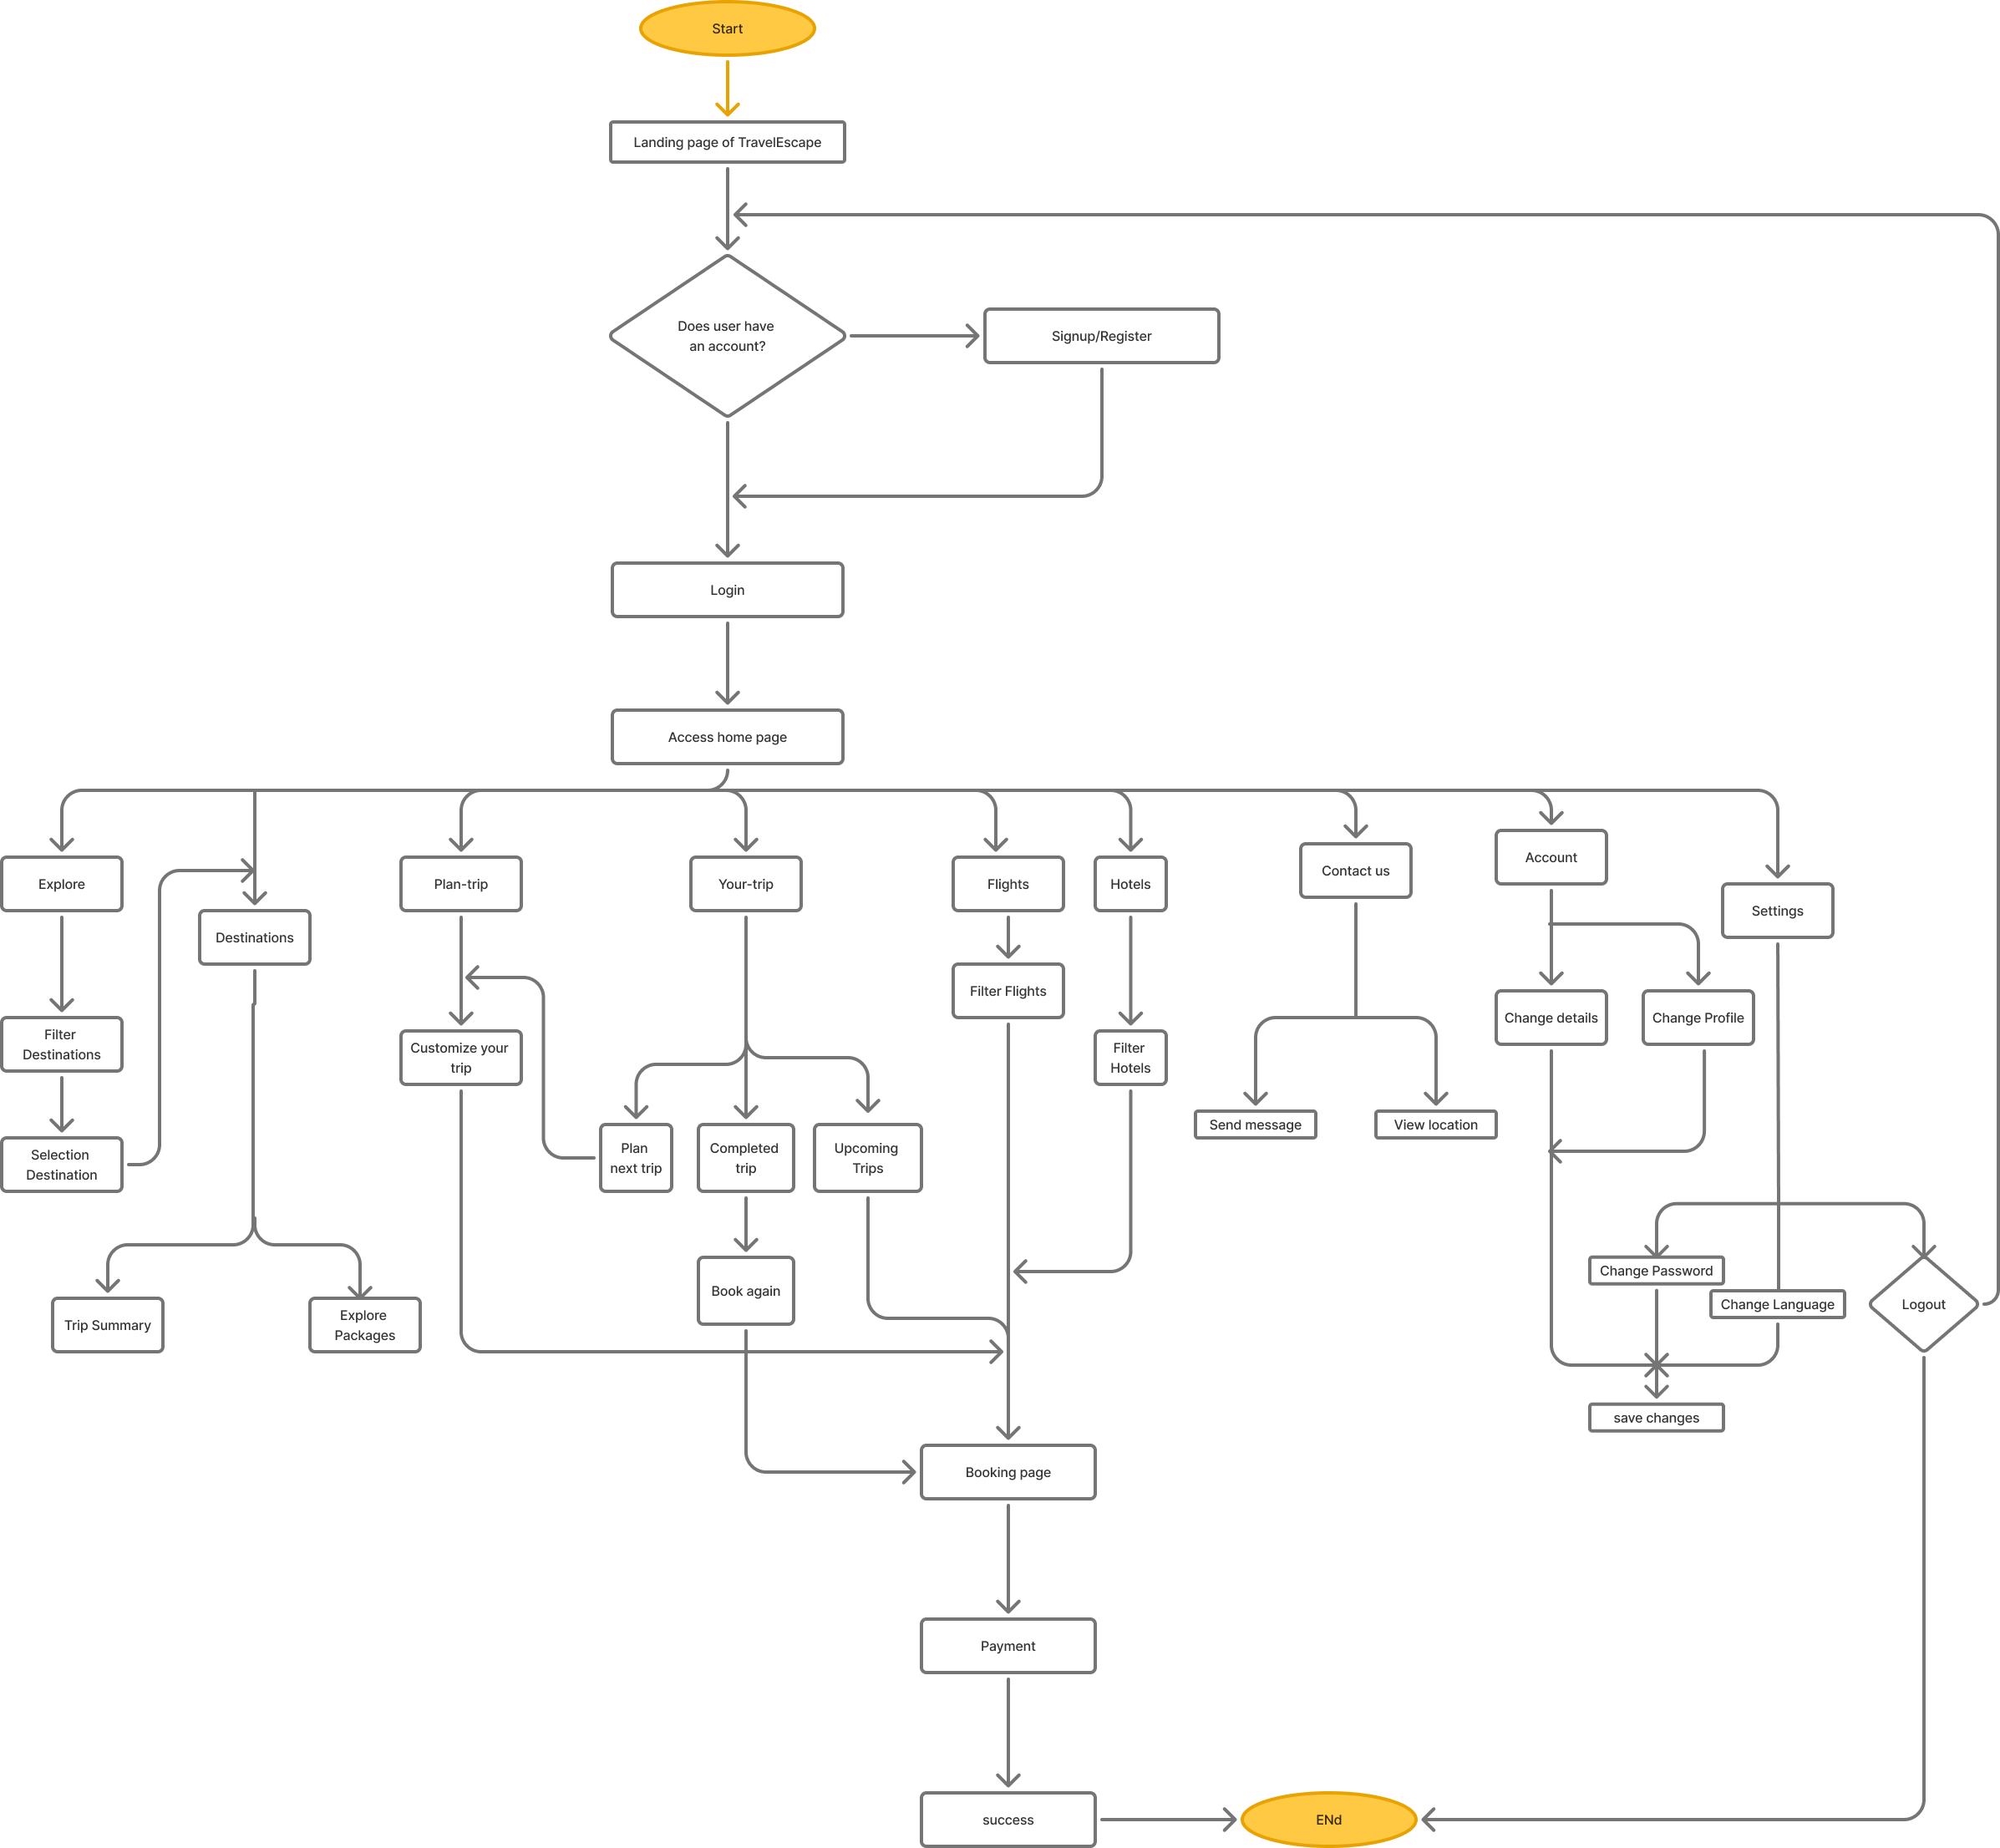 Start
Landing page of TravelEscape
Does user have
an account?
Signup/Register
Login
Access home page
Explore
Destinations
Plan-trip
Your-trip
Flights
Hotels
Contact us
Account
Settings
Filter
Destinations
Customize your
trip
Filter Flights
Filter
Hotels
Change details
Change Profile
Selection
Destination
Plan
next trip
Completed
trip
Upcoming
Trips
Send message
View location
Trip Summary
Explore
Packages
Book again
Change Password
Change Language
Logout
save changes
Booking page
Payment
success
ENd